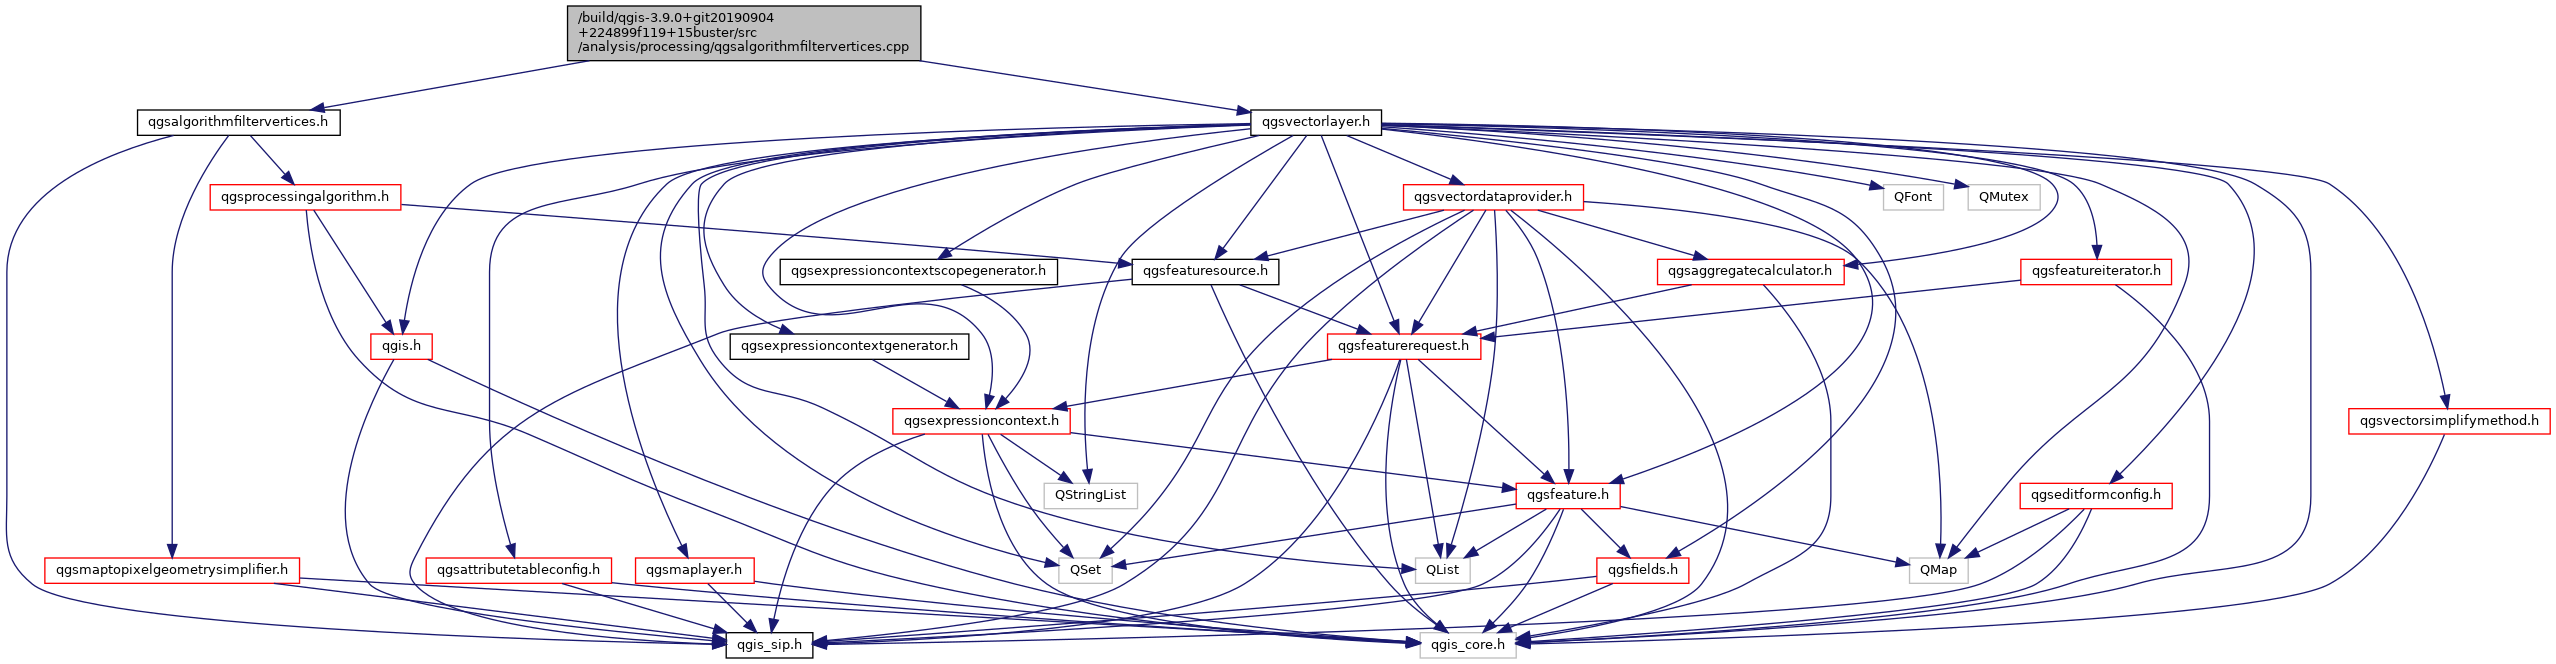 /build/qgis-3.9.0+git20190904
+224899f119+15buster/src
/analysis/processing/qgsalgorithmfiltervertices.cpp
qgsalgorithmfiltervertices.h
qgsvectorlayer.h
qgsprocessingalgorithm.h
qgsvectordataprovider.h
QFont
QMutex
qgsexpressioncontextscopegenerator.h
qgsfeaturesource.h
qgsaggregatecalculator.h
qgsfeatureiterator.h
qgis.h
qgsexpressioncontextgenerator.h
qgsfeaturerequest.h
qgsexpressioncontext.h
qgsvectorsimplifymethod.h
QStringList
qgsfeature.h
qgseditformconfig.h
qgsmaptopixelgeometrysimplifier.h
qgsattributetableconfig.h
qgsmaplayer.h
QSet
QList
qgsfields.h
QMap
qgis_sip.h
qgis_core.h